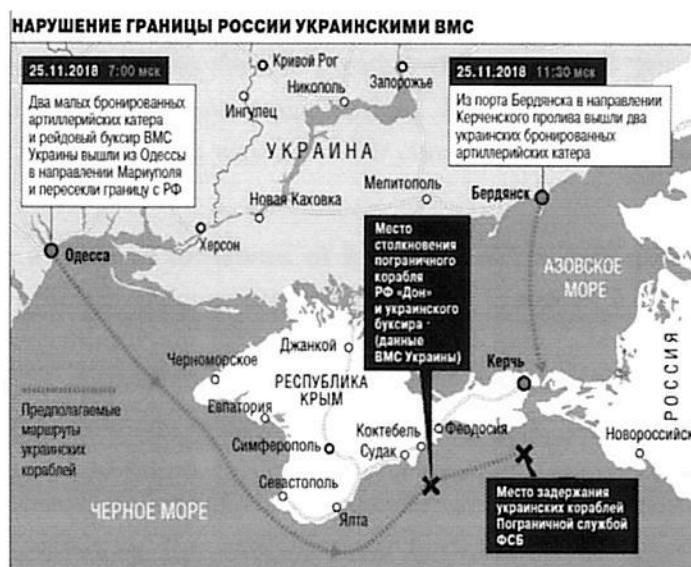 НАРУШЕНИЕ ГРАНИЦЫ РОССИИ УКРАИНСКИМИ ВМС
25.11.2018 7:00 мск
Два малых бронированных
артиллерийских катера
и рейдовый буксир ВМС
Украины вышли из Одессы
в направлении Мариуполя
и пересекли границу с РФ
25.11.2018 11:30 мск
Из порта Бердянска в направлении
Керченского пролива вышли два
украинских бронированных
артиллерийских катера
Кривой Рог
Никополь
Запорожье
Ингулец
УКРАИНА
Новая Каховка
Мелитополь
Бердянск
Херсон
Одесса
Место
столкновения
пограничного
корабля
РФ «Дон»
и украинского
буксира
(данные
ВМС Украины)
АЗОВСКОЕ
МОРЕ
РОССИЯ
Джанкой
Черноморское
РЕСПУБЛИКА
КРЫМ
Керчь
Предполагаемые
маршруты
украинских
кораблей
Евпатория
Симферополь
Коктебель
Судак
Феодосия
Новороссийск
Севастополь
Ялта
ЧЕРНОЕ МОРЕ
Место задержания
украинских кораблей
Пограничной службой
ФСБ